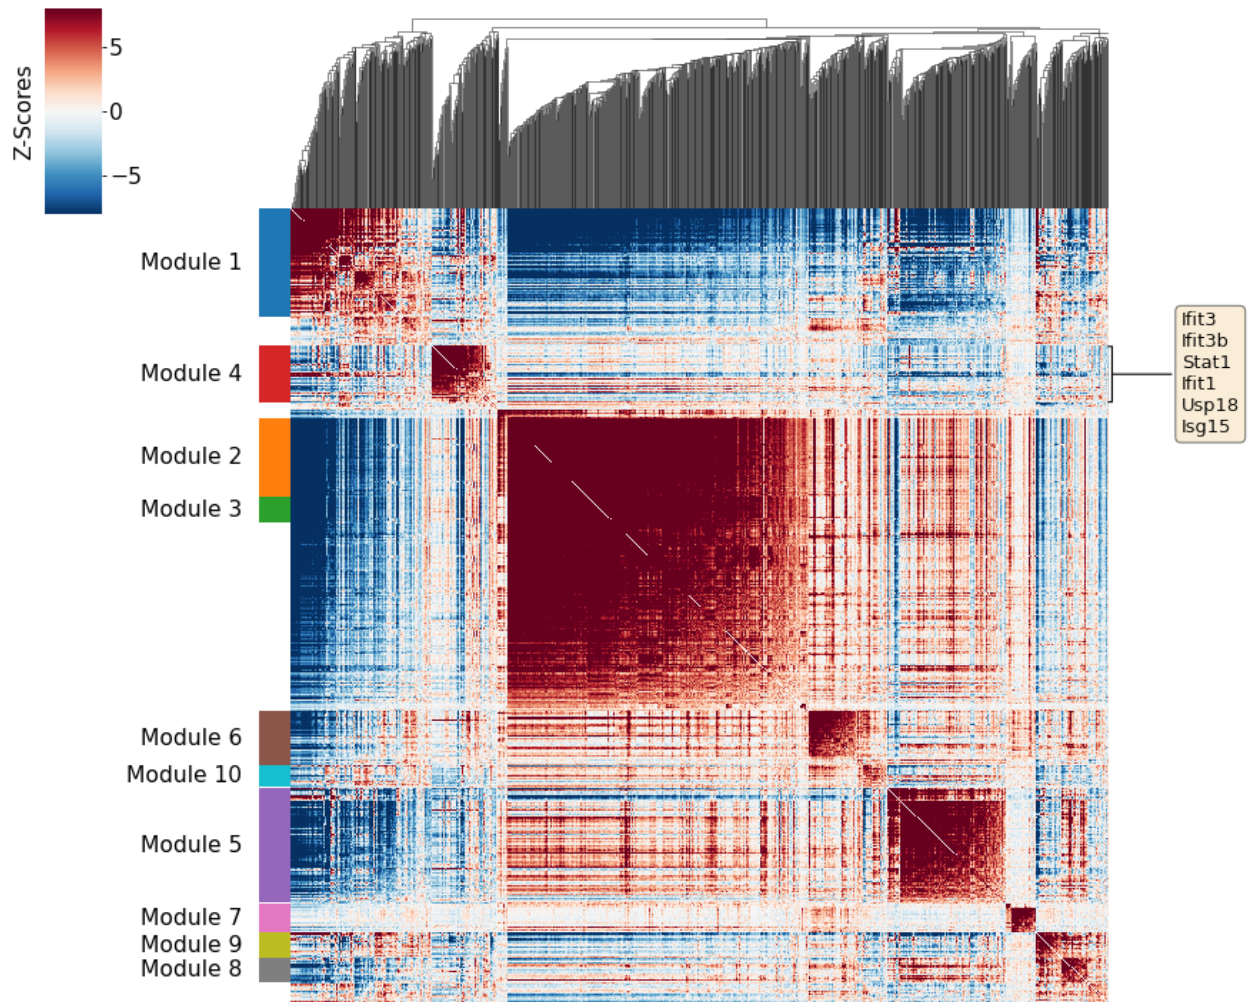 Z-Scores
5
0
−5
Module 1
Module 4
Module 2
Module 3
Module 6
Module 10
Module 5
Module 7
Module 9
Module 8
Ifit3
Ifit3b
Stat1
Ifit1
Usp18
Isg15